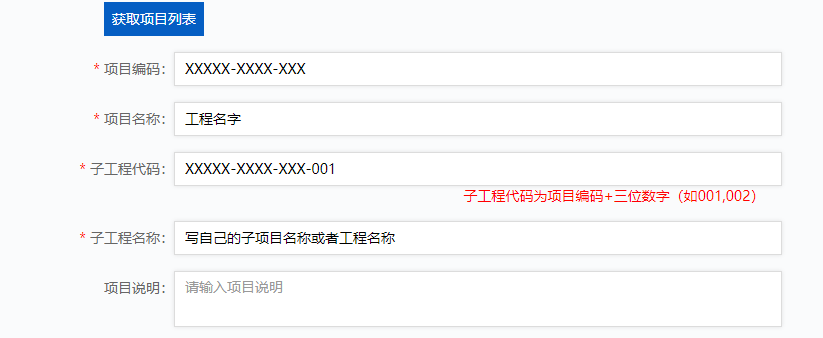 获取项目列表
* 项目编码： XXXXX-XXXX-XXX
* 项目名称： 工程名字
* 子工程代码： XXXXX-XXXX-XXX-001
子工程代码为项目编码+三位数字（如001,002）
* 子工程名称： 写自己的子项目名称或者工程名称
项目说明： 请输入项目说明